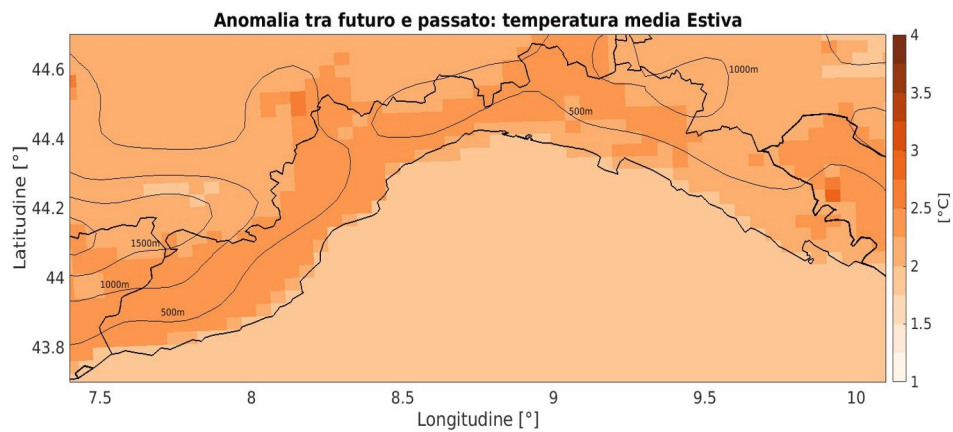 Anomalia tra futuro e passato: temperatura media Estiva
44.6
44.4
44.2
44
43.8
Latitudine [°]
7.5
8
8.5
9
9.5
10
Longitudine [°]
1000m
500m
1500m
1000m
500m
4
3.5
3
2.5
2
1.5
1
[°C]